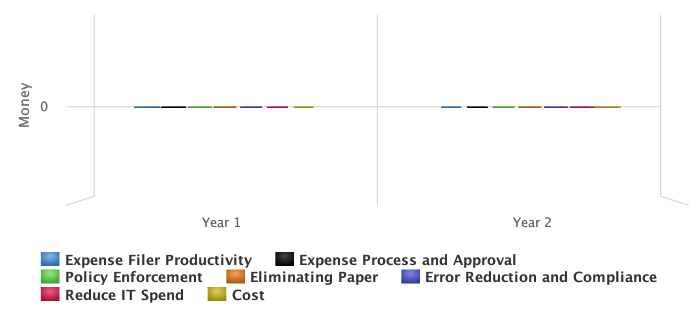 Money
0
Year 1 Year 2
Expense Filer Productivity Expense Process and Approval
Policy Enforcement Eliminating Paper Error Reduction and Compliance
Reduce IT Spend Cost